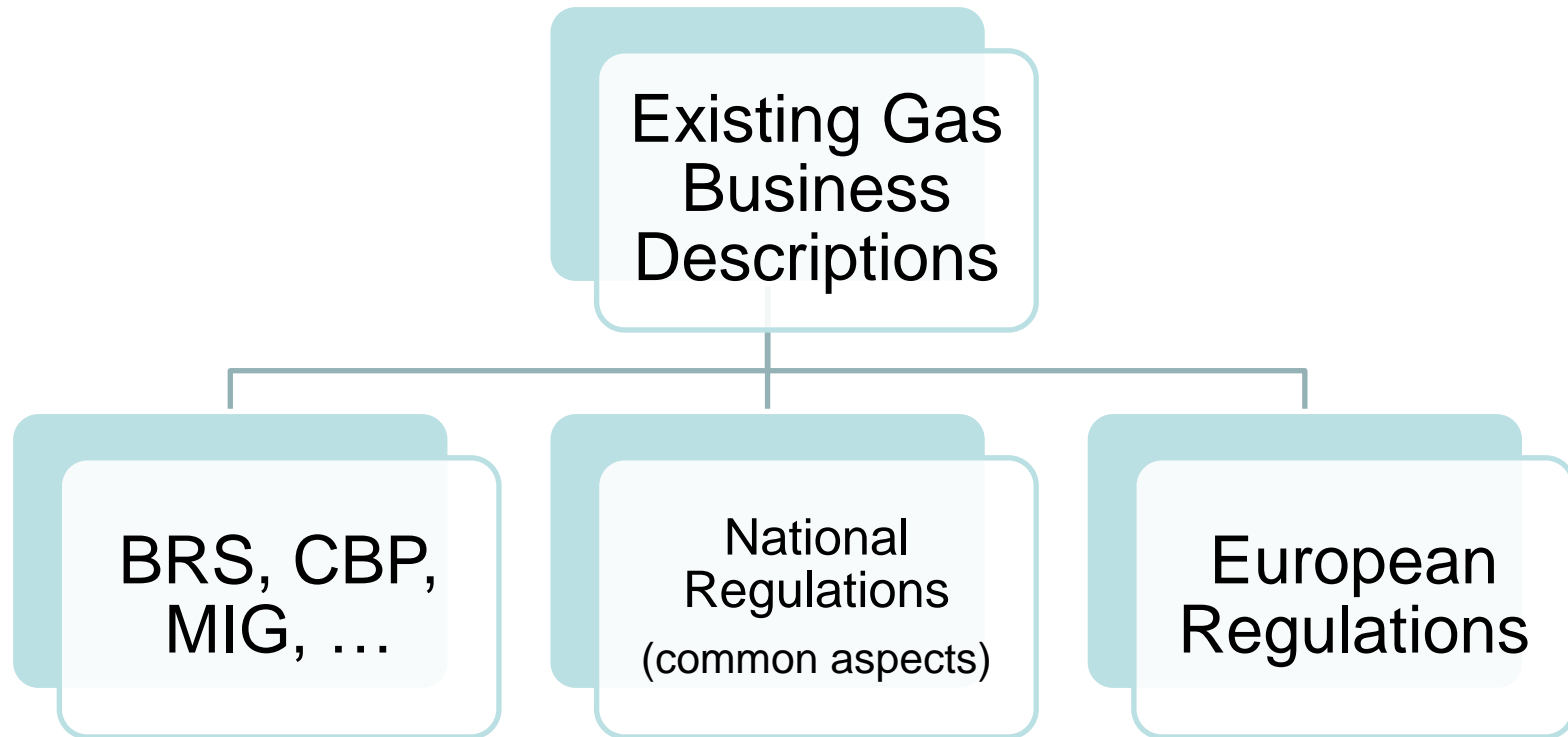 Existing Gas
Business
Descriptions
BRS, CBP,
MIG, …
National
Regulations
(common aspects)
European
Regulations